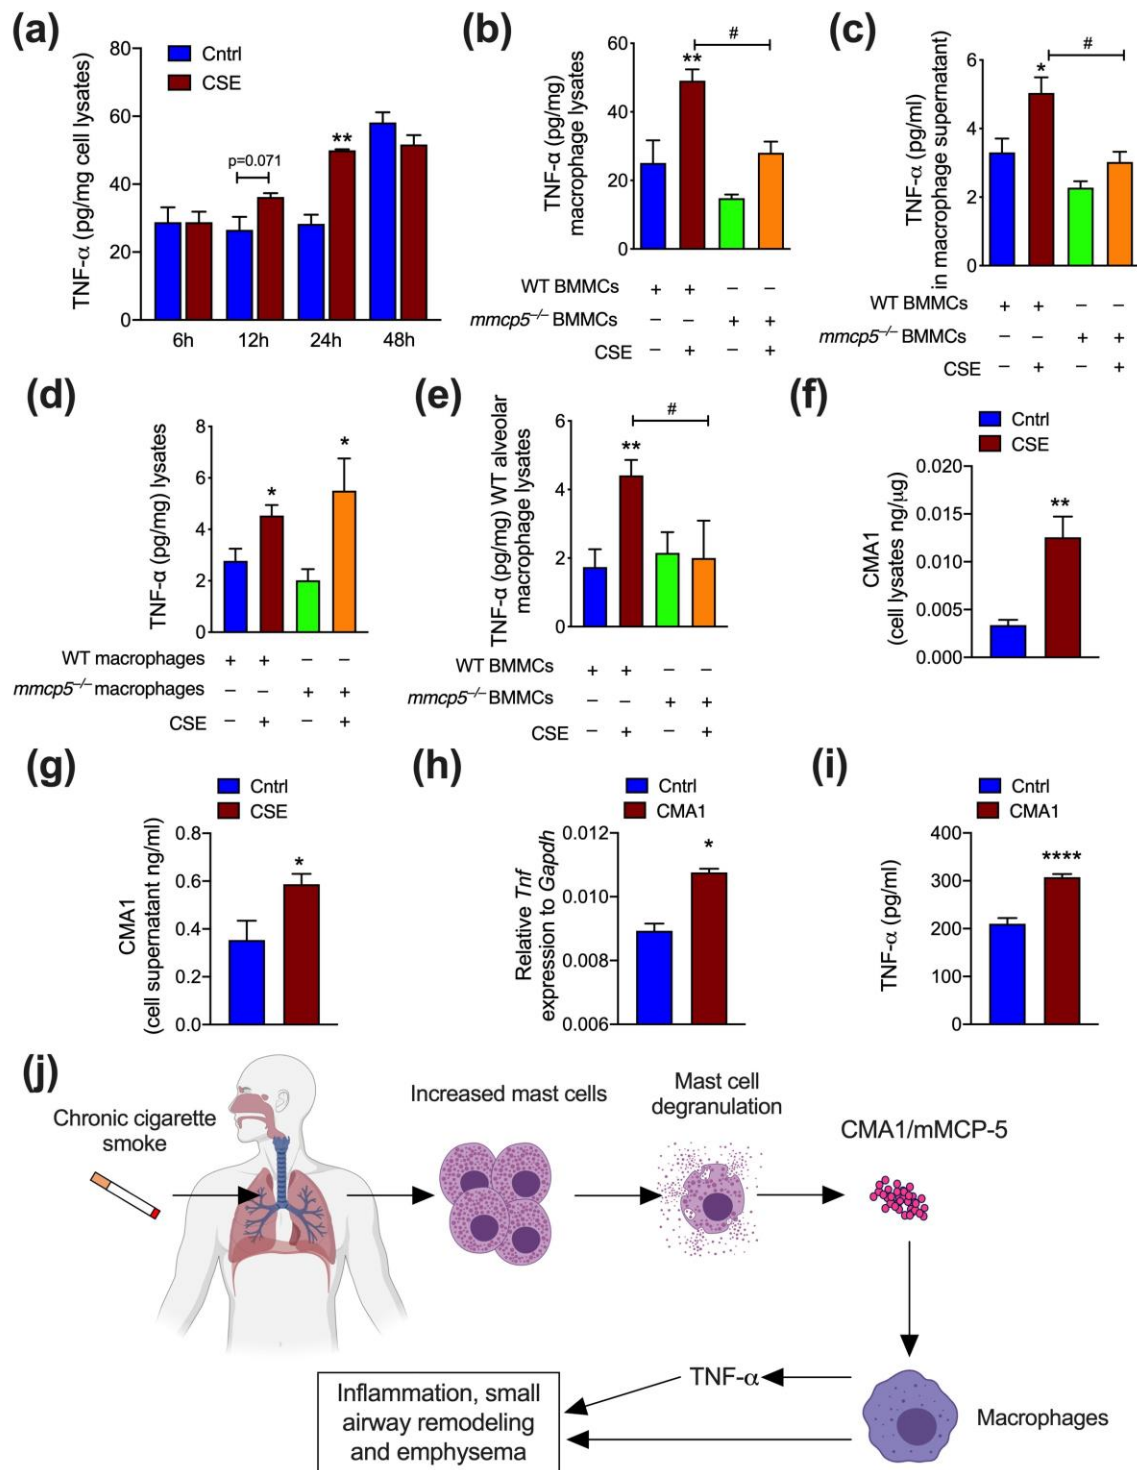 (a)
Cntrl
CSE
TNF-α (pg/mg cell lysates)
80
60
40
20
0
p=0.071
**
6h 12h 24h 48h
(b)
TNF-α (pg/mg)
macrophage lysates
60
40
20
0
**
#
WT BMMCs + + – –
mmcp5–/– BMMCs – – + +
CSE – + – +
(c)
TNF-α (pg/ml)
in macrophage supernatant
6
4
2
0
*
#
WT BMMCs + + – –
mmcp5–/– BMMCs – – + +
CSE – + – +
(d)
TNF-α (pg/mg) lysates
8
6
4
2
0
*
*
WT macrophages + + – –
mmcp5–/– macrophages – – + +
CSE – + – +
(e)
TNF-α (pg/mg) WT alveolar
macrophage lysates
6
4
2
0
**
#
WT BMMCs + + – –
mmcp5–/– BMMCs – – + +
CSE – + – +
(f)
Cntrl
CSE
CMA1
(cell lysates ng/μg)
0.020
0.015
0.010
0.005
0.000
**
(g)
Cntrl
CSE
CMA1
(cell supernatant ng/ml)
0.8
0.6
0.4
0.2
0.0
*
(h)
Cntrl
CMA1
Relative Tnf
expression to Gapdh
0.012
0.010
0.008
0.006
*
(i)
Cntrl
CMA1
TNF-α (pg/ml)
400
300
200
100
0
****
(j)
Chronic cigarette
smoke
Increased mast cells
Mast cell
degranulation
CMA1/mMCP-5
Macrophages
TNF-α
Inflammation, small
airway remodeling
and emphysema